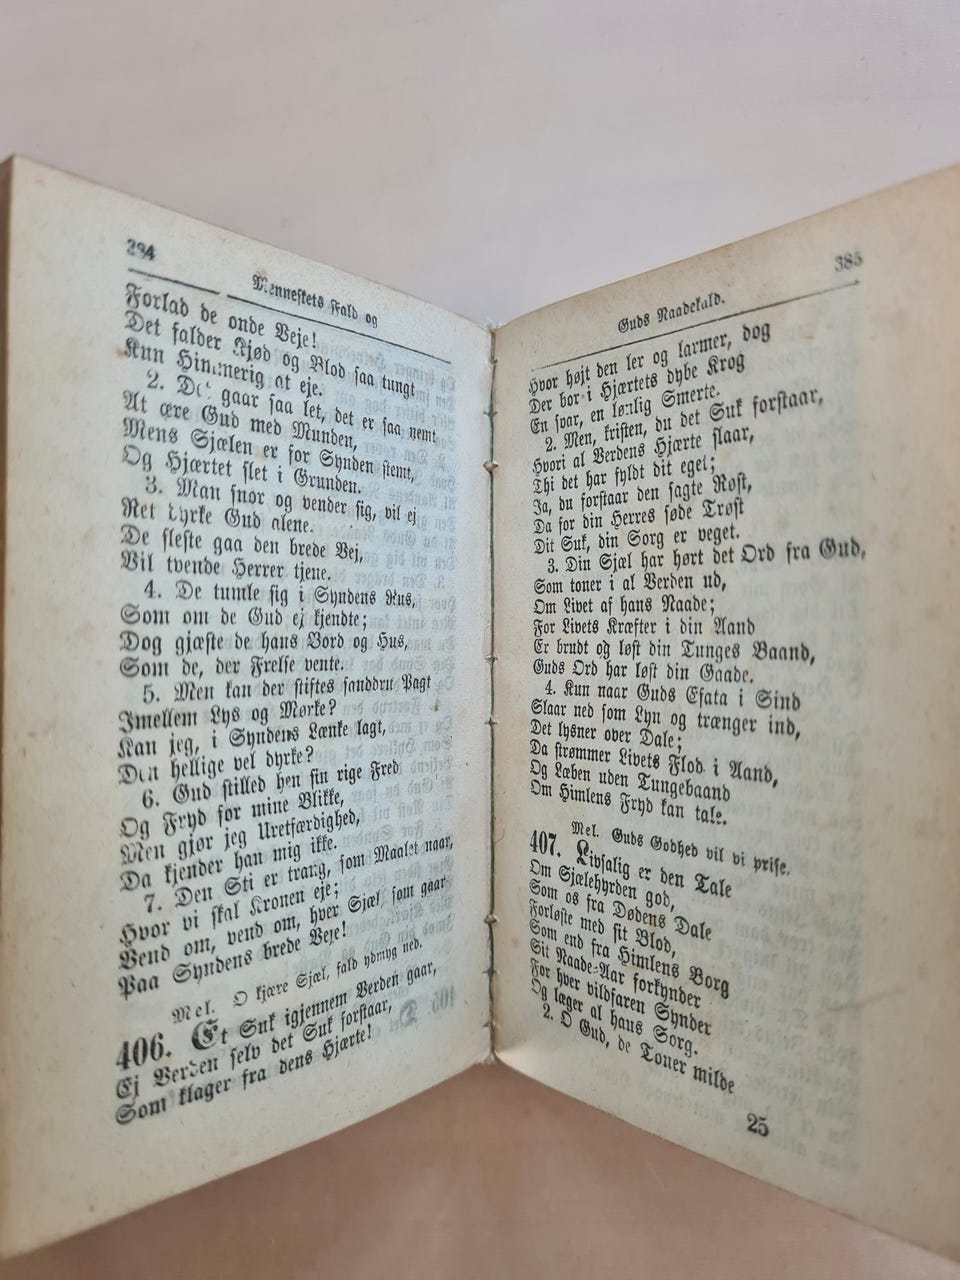 384
Menneskets Fald og
Forlad de onde Veje!
Det falder Kjød og Blod saa tungt
Kun Himmerig at eje.
2. Det gaar saa let, det er saa nemt
At ære Gud med Munden,
Mens Sjælen er for Synden stemt,
Og Hjærtet slet i Grunden.
3. Man snor og vender sig, vil ej
Ret dyrke Gud alene.
De fleste gaa den brede Vej,
Vil tvende Herrer tjene.
4. De tumle sig i Syndens Rus,
Som om de Gud ej kjendte;
Dog gjæste de hans Bord og Hus,
Som de, der Frelse vente.
5. Men kan der stiftes sanddru Pagt
Imellem Lys og Mørke?
Kan jeg, i Syndens Lænke lagt,
Den hellige vel dyrke?
6. Gud stilled hen sin rige Fred
Og Fryd for mine Blikke,
Men gjør jeg Uretfærdighed,
Da kjender han mig ikke.
7. Den Sti er trang, som Maalet naar,
Hvor vi skal Kronen eje;
Vend om, vend om, hver Sjæl, som gaar
Paa Syndens brede Veje!
Mel. O kjære Sjæl, fald ydmyg ned.
406. Et Suk igjennem Verden gaar,
Ej Verden selv det Suk forstaar,
Som klager fra dens Hjærte!
385
Guds Naadekald.
Hvor højt den ler og larmer, dog
Der bor i Hjærtets dybe Krog
En svar, en lønlig Smerte.
2. Men, kristen, du det Suk forstaar,
Hvori al Verdens Hjærte slaar,
Thi det har fyldt dit eget;
Ja, du forstaar den sagte Røst,
Da for din Herres søde Trøst
Dit Suk, din Sorg er veget.
3. Din Sjæl har hørt det Ord fra Gud,
Som toner i al Verden ud,
Om Livet af hans Naade;
For Livets Kræfter i din Aand
Er brudt og løst din Tunges Baand,
Guds Ord har løst din Gaade.
4. Kun naar Guds Efata i Sind
Slaar ned som Lyn og trænger ind,
Det lysner over Dale;
Da strømmer Livets Flod i Aand,
Og Læben uden Tungebaand
Om Himlens Fryd kan tale.
Mel. Guds Godhed vil vi prise.
407. Livsalig er den Tale
Om Sjælehyrden god,
Som os fra Dødens Dale
Forløste med sit Blod,
Som end fra Himlens Borg
Sit Naade-Aar forkynder
For hver vildfaren Synder
Og læger al hans Sorg.
2. O Gud, de Toner milde
25